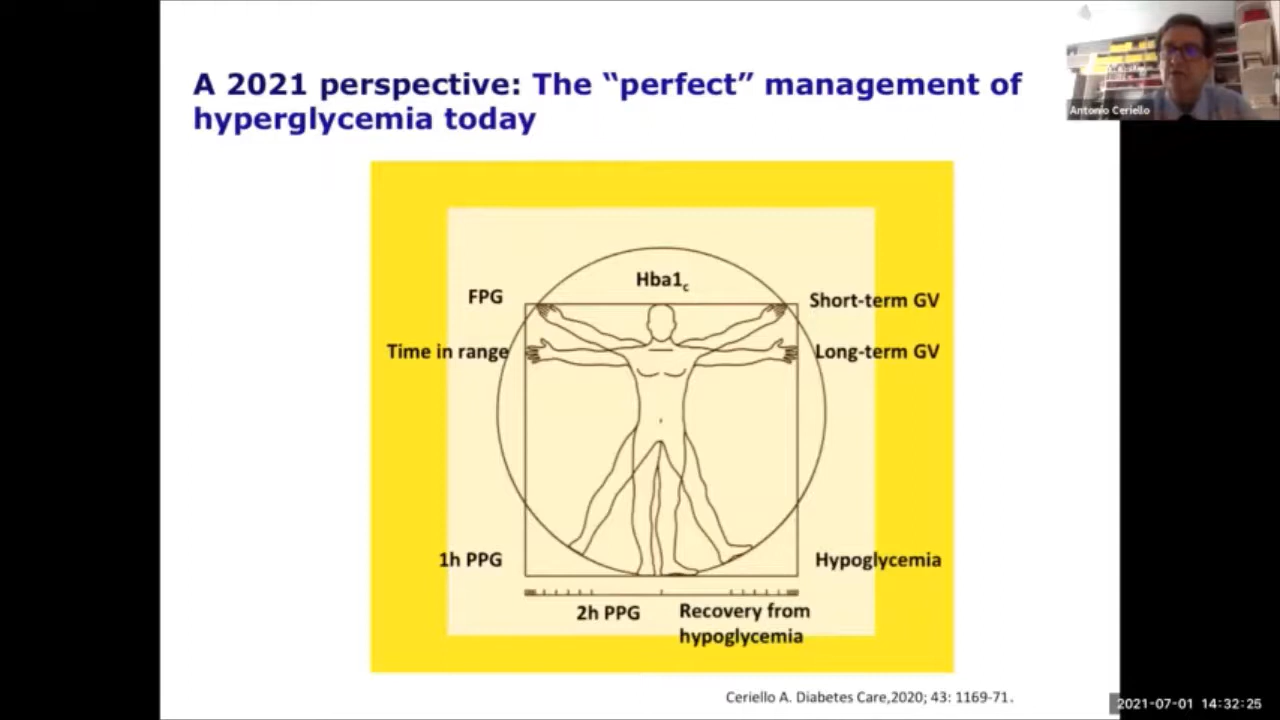 A 2021 perspective: The “perfect” management of
hyperglycemia today
Antonio Ceriello
Hba1c
FPG
Short-term GV
Time in range
Long-term GV
1h PPG
Hypoglycemia
2h PPG
Recovery from
hypoglycemia
Ceriello A. Diabetes Care,2020; 43: 1169-71.
2021-07-01 14:32:25